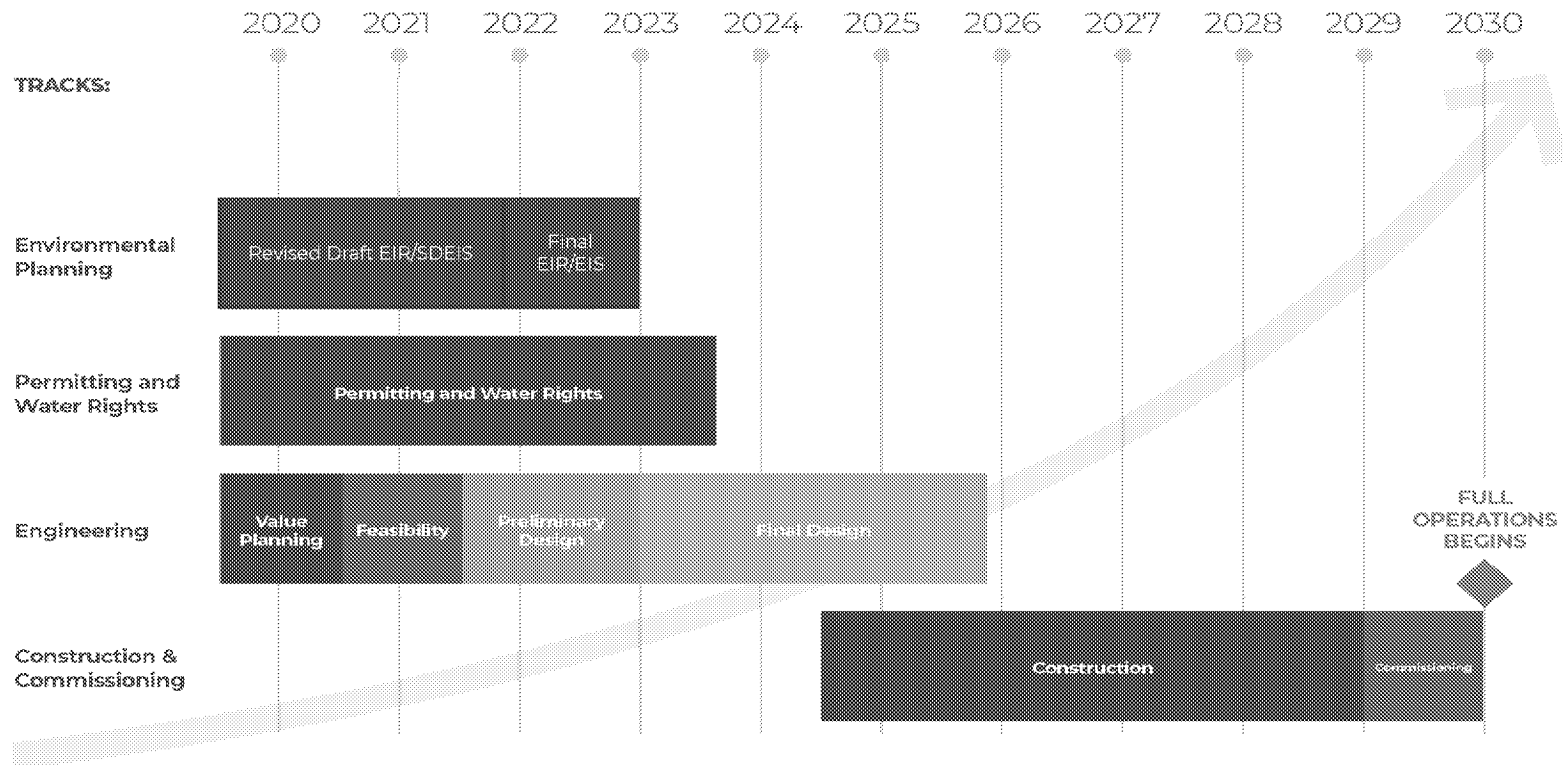 2020 2021 2022 2023 2024 2025 2026 2027 2028 2029 2030
TRACKS:
Environmental
Planning
Revised Draft EIR/SDEIS
Final
EIR/EIS
Permitting and
Water Rights
Permitting and Water Rights
Engineering
Value
Planning
Feasibility
Preliminary
Design
Final Design
FULL
OPERATIONS
BEGINS
Construction &
Commissioning
Construction
Commissioning